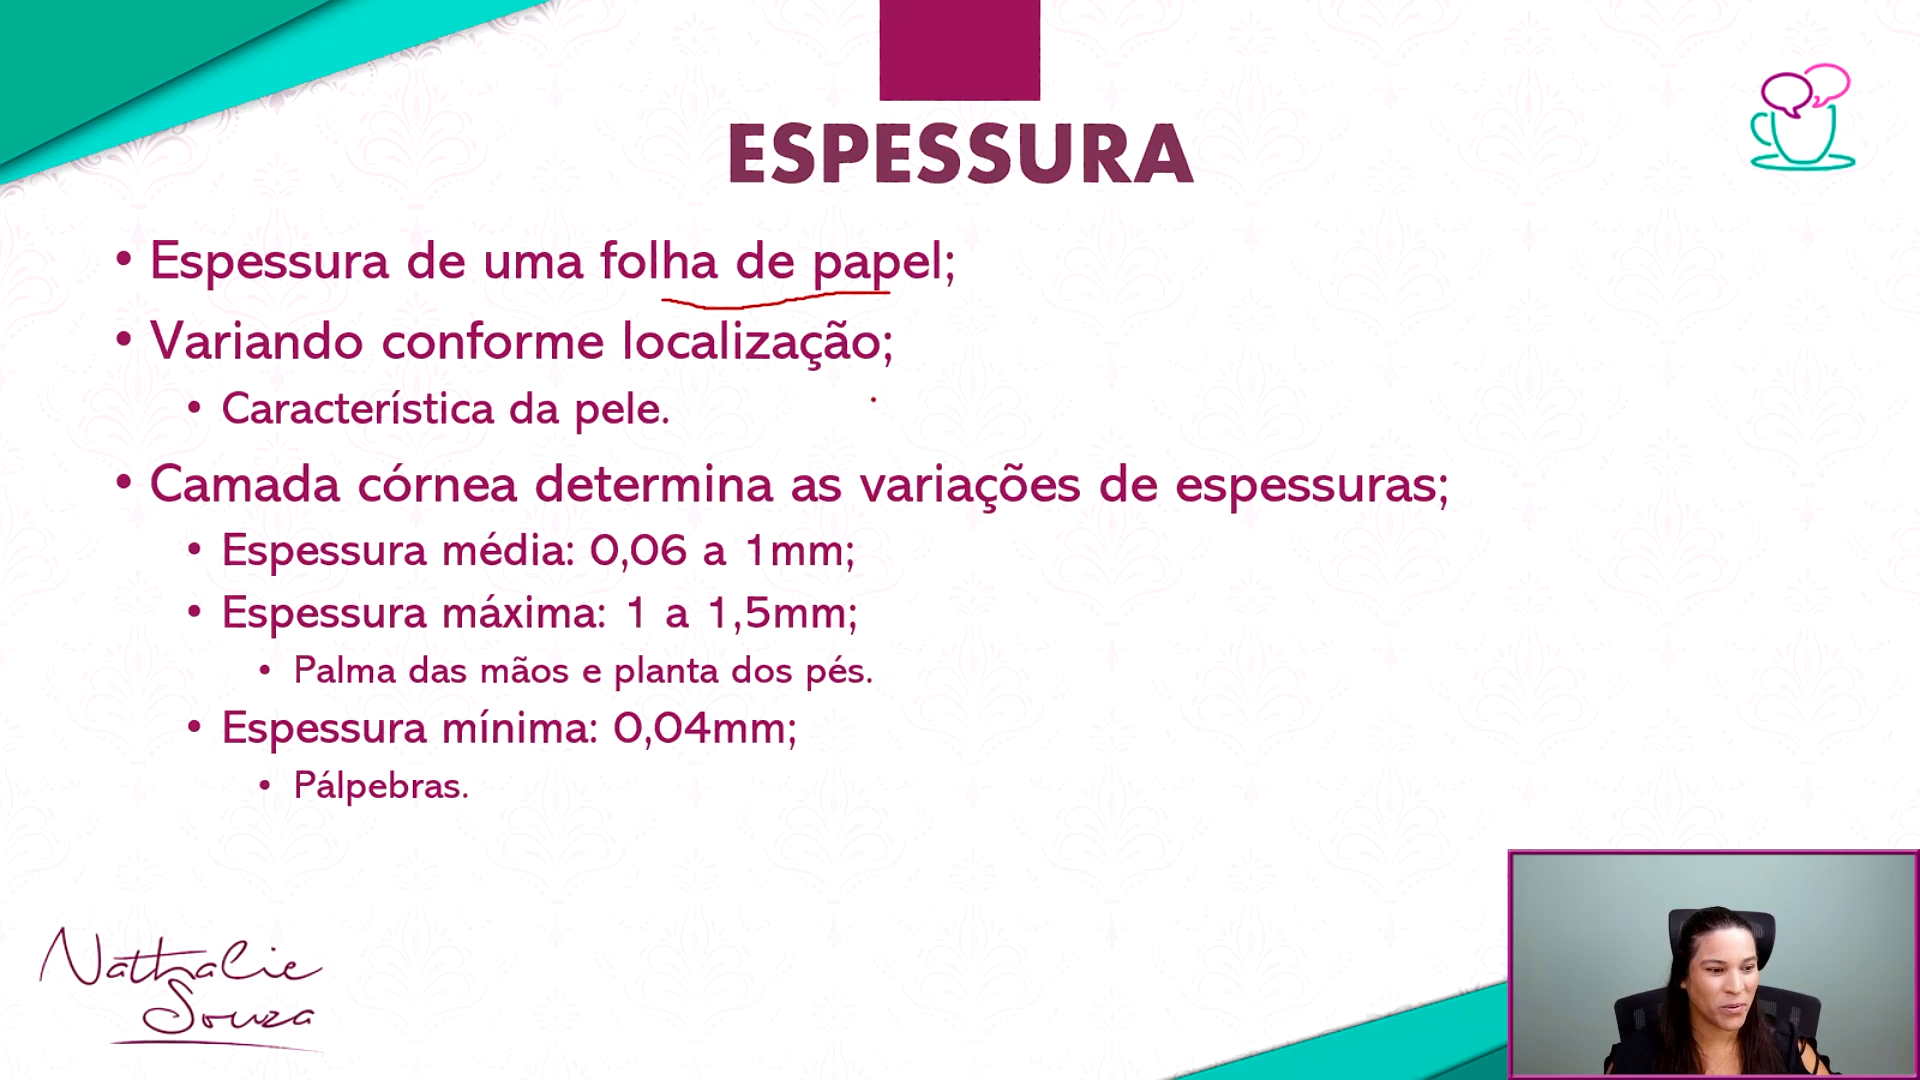 ESPESSURA
• Espessura de uma folha de papel;
• Variando conforme localização;
• Característica da pele.
• Camada córnea determina as variações de espessuras;
• Espessura média: 0,06 a 1mm;
• Espessura máxima: 1 a 1,5mm;
• Palma das mãos e planta dos pés.
• Espessura mínima: 0,04mm;
• Pálpebras.
Nathalie
Souza